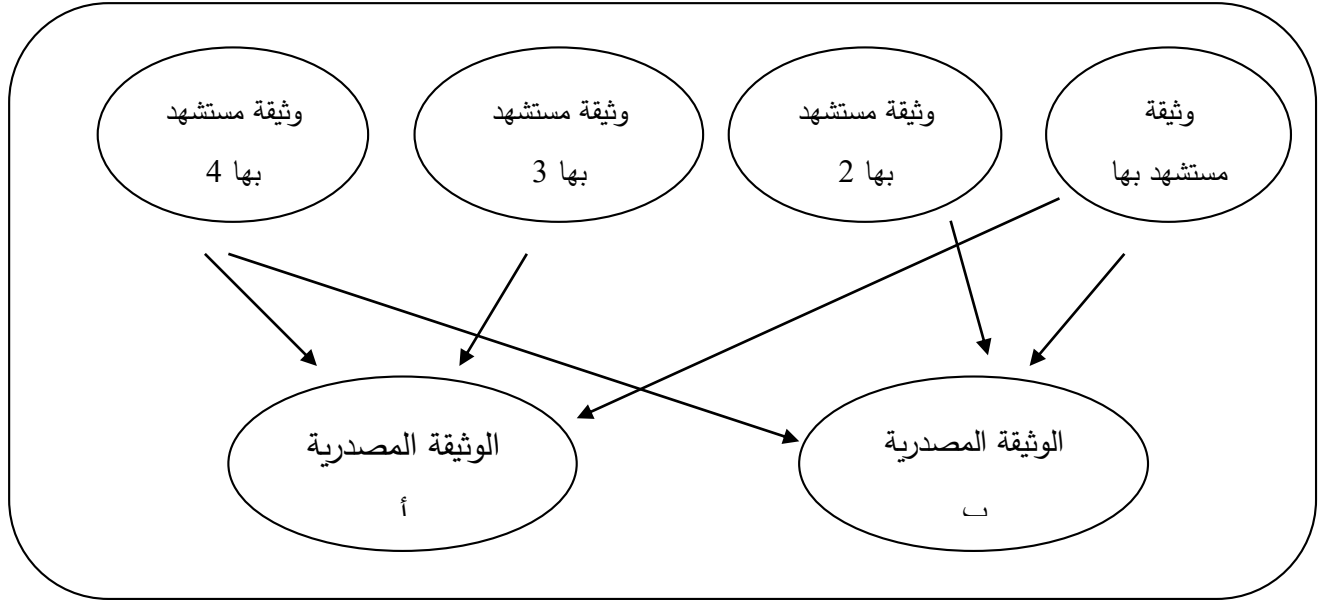 وثيقة
مستشهد بها
وثيقة مستشهد
بها 2
وثيقة مستشهد
بها 3
وثيقة مستشهد
بها 4
الوثيقة المصدرية
ب
الوثيقة المصدرية
أ